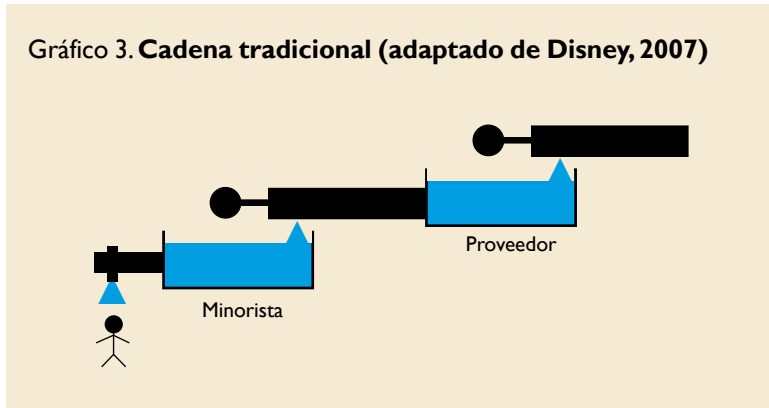 Gráfico 3. Cadena tradicional (adaptado de Disney, 2007)
Proveedor
Minorista